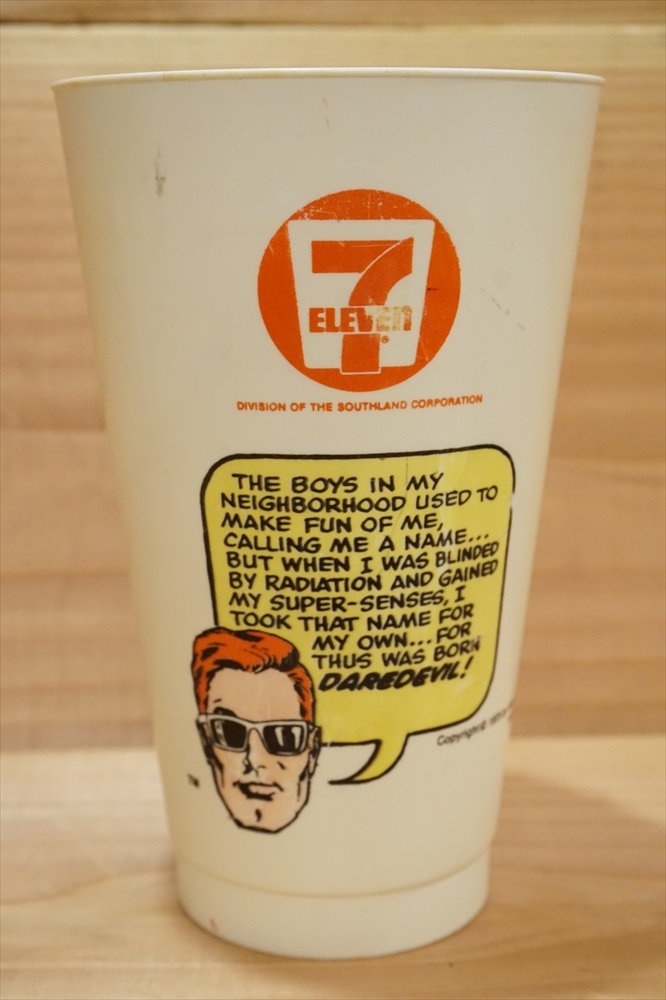 7
ELEVEn
®
DIVISION OF THE SOUTHLAND CORPORATION
THE BOYS IN MY
NEIGHBORHOOD USED TO
MAKE FUN OF ME,
CALLING ME A NAME...
BUT WHEN I WAS BLINDED
BY RADIATION AND GAINED
MY SUPER-SENSES, I
TOOK THAT NAME FOR
MY OWN... FOR
THUS WAS BORN
DAREDEVIL!
Copyright ©
TM